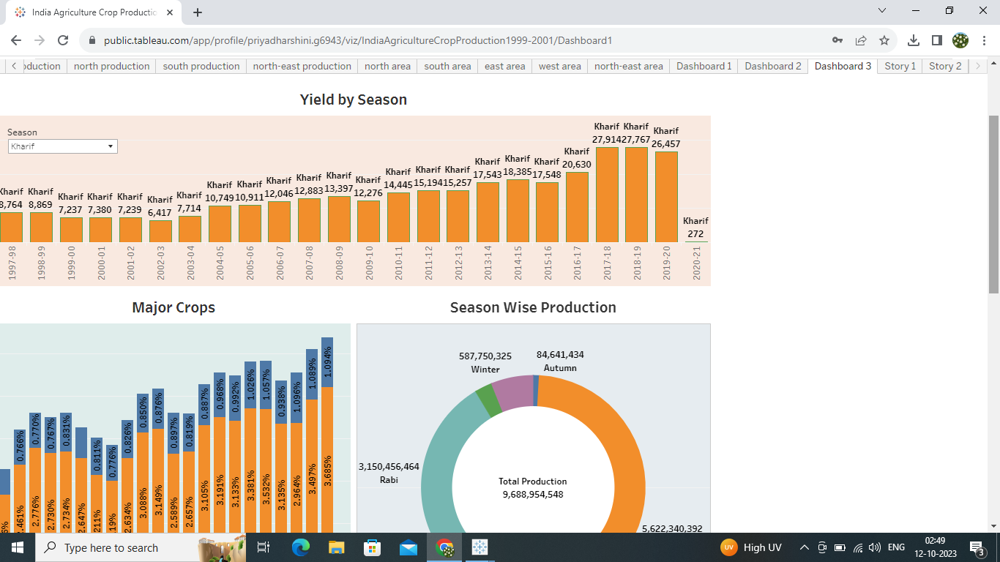 India Agriculture Crop Productio
public.tableau.com/app/profile/priyadharshini.g6943/viz/IndiaAgricultureCropProduction1999-2001/Dashboard1
oduction north production south production north-east production north area south area east area west area north-east area Dashboard 1 Dashboard 2 Dashboard 3 Story 1 Story 2
Yield by Season
Season
Kharif
Kharif Kharif Kharif Kharif Kharif Kharif Kharif Kharif Kharif Kharif Kharif Kharif Kharif Kharif Kharif Kharif Kharif Kharif Kharif Kharif Kharif Kharif Kharif Kharif
8,764 8,869 7,237 7,380 7,239 6,417 7,714 10,749 10,911 12,046 12,883 13,397 12,276 14,445 15,194 15,257 17,543 18,385 17,548 20,630 27,914 27,767 26,457 272
1997-98 1998-99 1999-00 2000-01 2001-02 2002-03 2003-04 2004-05 2005-06 2006-07 2007-08 2008-09 2009-10 2010-11 2011-12 2012-13 2013-14 2014-15 2015-16 2016-17 2017-18 2018-19 2019-20 2020-21
Major Crops
0.766% 0.770% 0.767% 0.831% 0.811% 0.776% 0.826% 0.850% 0.876% 0.897% 0.819% 0.887% 0.968% 0.992% 1.026% 1.057% 0.938% 1.096% 1.089% 1.094%
6% .461% 2.776% 2.730% 2.734% 2.647% 211% 19% 2.634% 3.088% 3.149% 2.589% 2.657% 3.105% 3.191% 3.133% 3.381% 3.532% 3.135% 2.964% 3.497% 3.685%
Season Wise Production
587,750,325
Winter
84,641,434
Autumn
3,150,456,464
Rabi
Total Production
9,688,954,548
5,622,340,392
Type here to search
UV High UV
ENG
02:49
12-10-2023
3